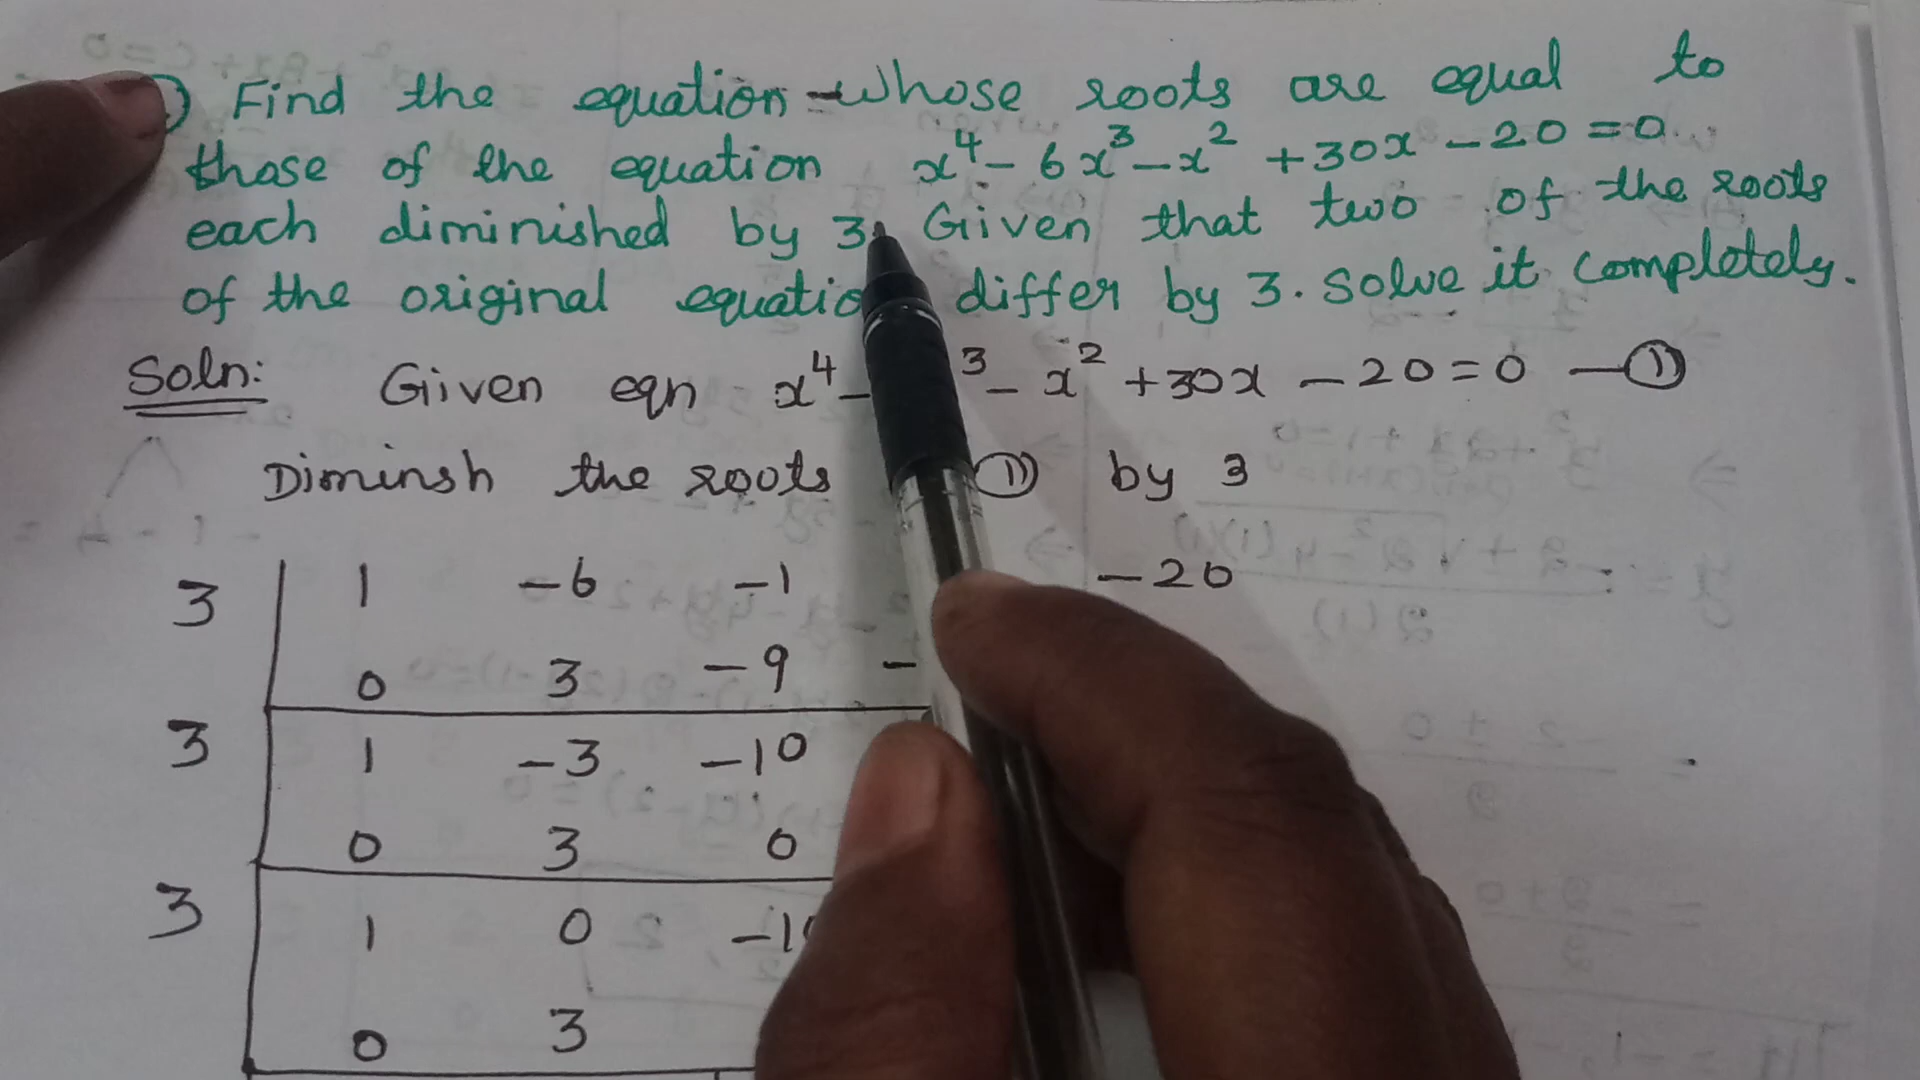 Find the equation whose roots are equal to
those of the equation x⁴ - 6x³ - x² + 30x - 20 = 0
each diminished by 3. Given that two of the roots
of the original equatio differ by 3. solve it completely.
Soln: Given eqn x⁴ - ³ - x² + 30x - 20 = 0 — ①
Diminsh the roots ① by 3
3 | 1 -6 -1 -20
0 3 -9 -
3 1 -3 -10
0 3 0
3 1 0 -10
0 3